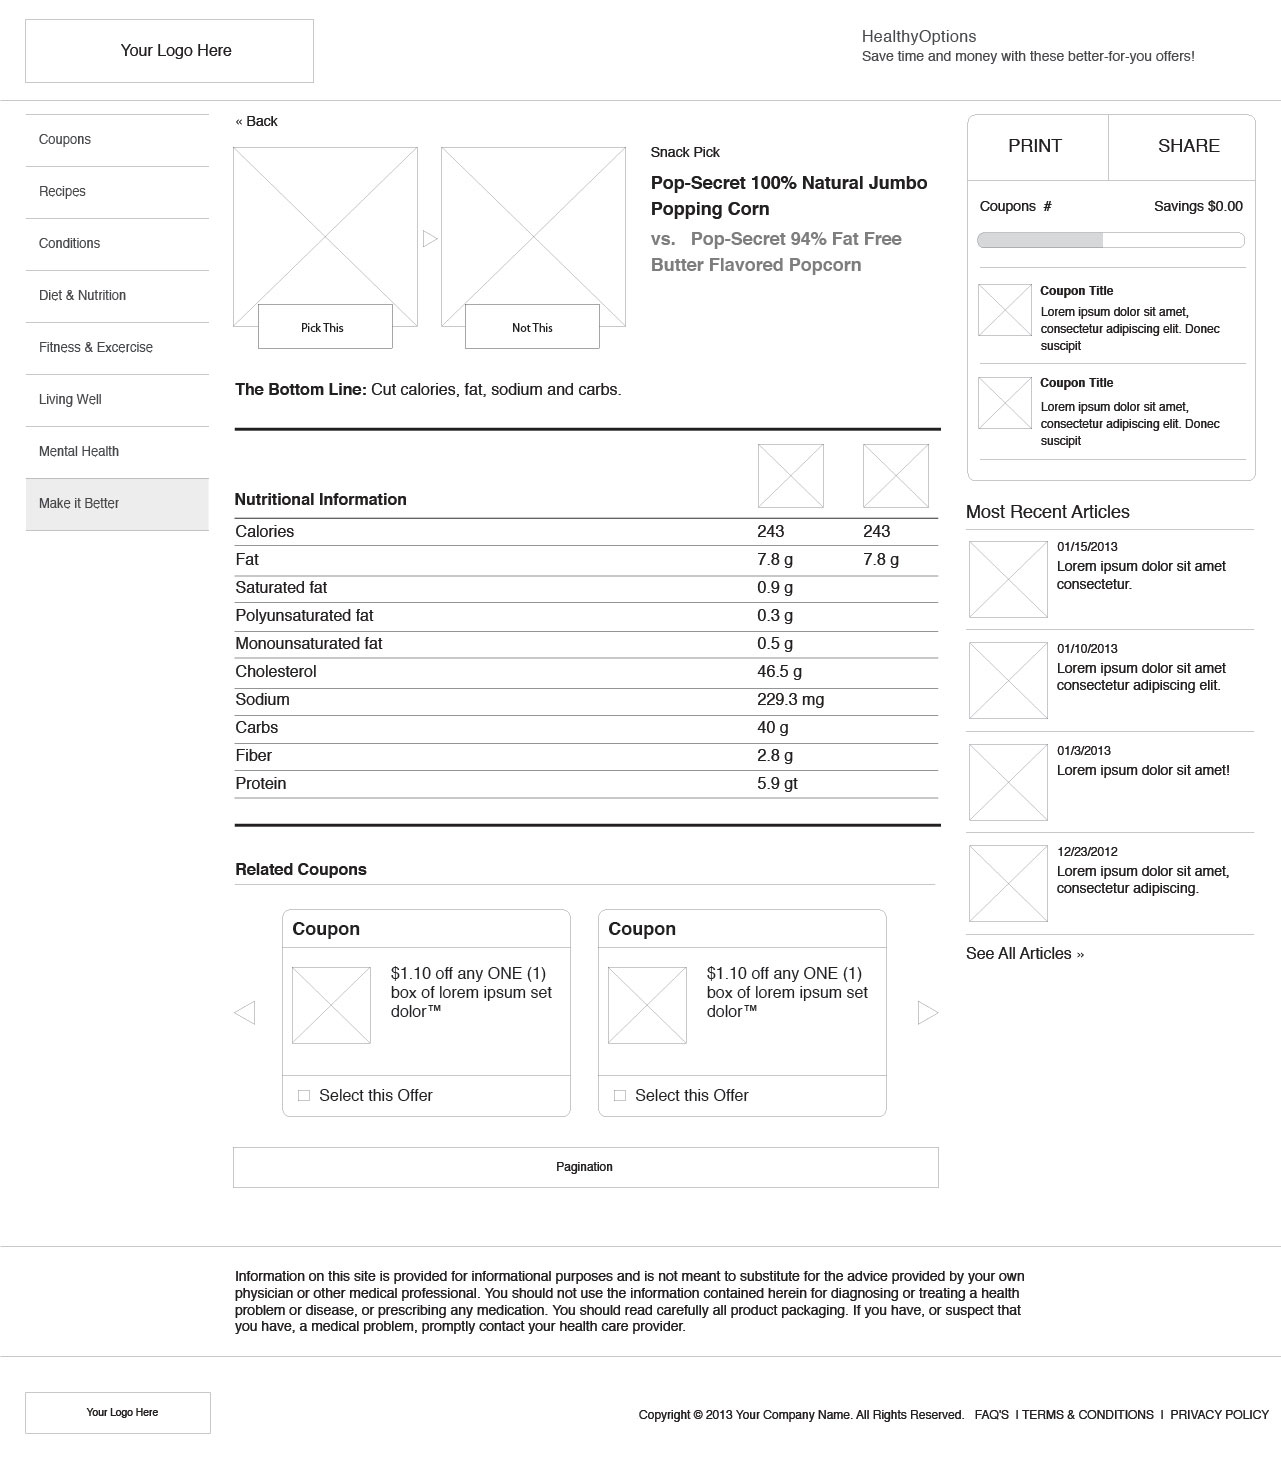 Your Logo Here
HealthyOptions
Save time and money with these better-for-you offers!
Coupons
Recipes
Conditions
Diet & Nutrition
Fitness & Excercise
Living Well
Mental Health
Make it Better
« Back
Pick This
Not This
Snack Pick
Pop-Secret 100% Natural Jumbo
Popping Corn
vs. Pop-Secret 94% Fat Free
Butter Flavored Popcorn
The Bottom Line: Cut calories, fat, sodium and carbs.
Nutritional Information
Calories 243 243
Fat 7.8 g 7.8 g
Saturated fat 0.9 g
Polyunsaturated fat 0.3 g
Monounsaturated fat 0.5 g
Cholesterol 46.5 g
Sodium 229.3 mg
Carbs 40 g
Fiber 2.8 g
Protein 5.9 gt
Related Coupons
Coupon
$1.10 off any ONE (1)
box of lorem ipsum set
dolor™
Select this Offer
Coupon
$1.10 off any ONE (1)
box of lorem ipsum set
dolor™
Select this Offer
Pagination
PRINT SHARE
Coupons # Savings $0.00
Coupon Title
Lorem ipsum dolor sit amet,
consectetur adipiscing elit. Donec
suscipit
Coupon Title
Lorem ipsum dolor sit amet,
consectetur adipiscing elit. Donec
suscipit
Most Recent Articles
01/15/2013
Lorem ipsum dolor sit amet
consectetur.
01/10/2013
Lorem ipsum dolor sit amet
consectetur adipiscing elit.
01/3/2013
Lorem ipsum dolor sit amet!
12/23/2012
Lorem ipsum dolor sit amet,
consectetur adipiscing.
See All Articles »
Information on this site is provided for informational purposes and is not meant to substitute for the advice provided by your own
physician or other medical professional. You should not use the information contained herein for diagnosing or treating a health
problem or disease, or prescribing any medication. You should read carefully all product packaging. If you have, or suspect that
you have, a medical problem, promptly contact your health care provider.
Your Logo Here
Copyright © 2013 Your Company Name. All Rights Reserved. FAQ'S | TERMS & CONDITIONS | PRIVACY POLICY